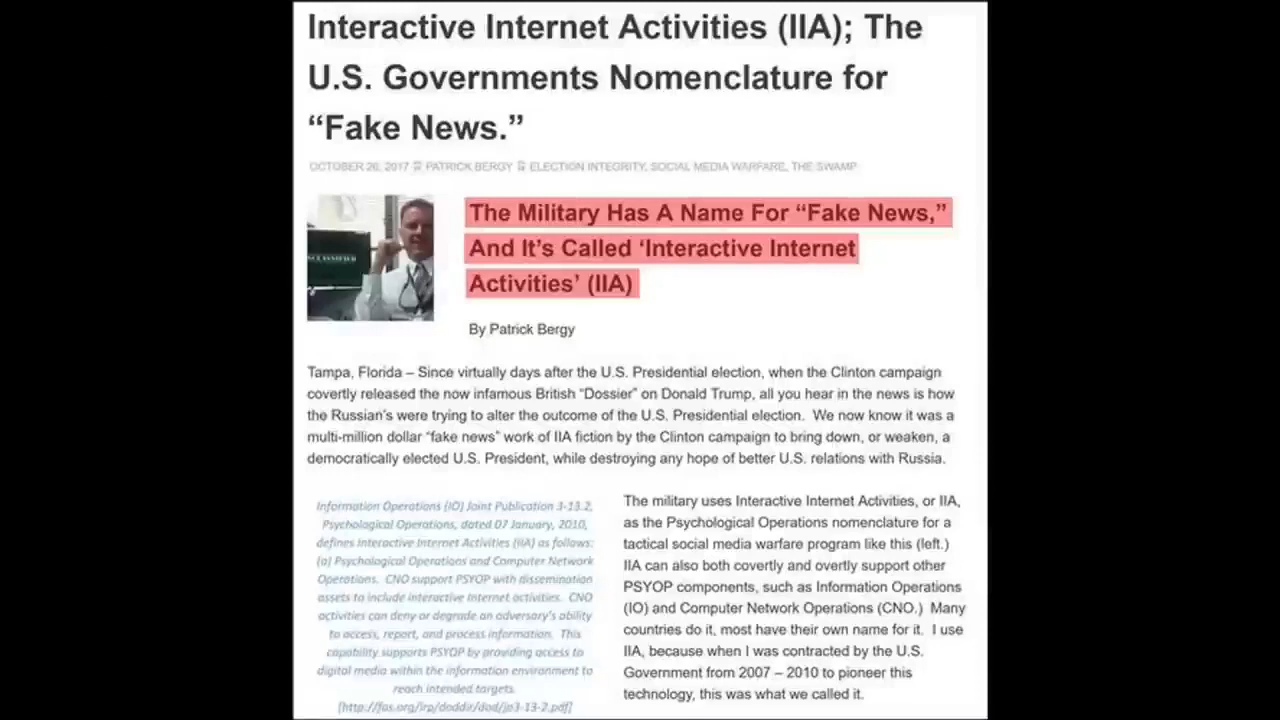 Interactive Internet Activities (IIA); The
U.S. Governments Nomenclature for
“Fake News.”
OCTOBER 26, 2017 PATRICK BERGY ELECTION INTEGRITY, SOCIAL MEDIA WARFARE, THE SWAMP
The Military Has A Name For “Fake News,”
And It’s Called ‘Interactive Internet
Activities’ (IIA)
By Patrick Bergy
Tampa, Florida – Since virtually days after the U.S. Presidential election, when the Clinton campaign
covertly released the now infamous British “Dossier” on Donald Trump, all you hear in the news is how
the Russian’s were trying to alter the outcome of the U.S. Presidential election. We now know it was a
multi-million dollar “fake news” work of IIA fiction by the Clinton campaign to bring down, or weaken, a
democratically elected U.S. President, while destroying any hope of better U.S. relations with Russia.
Information Operations (IO) Joint Publication 3-13.2,
Psychological Operations, dated 07 January, 2010,
defines Interactive Internet Activities (IIA) as follows:
(a) Psychological Operations and Computer Network
Operations. CNO support PSYOP with dissemination
assets to include interactive Internet activities. CNO
activities can deny or degrade an adversary’s ability
to access, report, and process information. This
capability supports PSYOP by providing access to
digital media within the information environment to
reach intended targets.
[http://fas.org/irp/doddir/dod/jp3-13-2.pdf]
The military uses Interactive Internet Activities, or IIA,
as the Psychological Operations nomenclature for a
tactical social media warfare program like this (left.)
IIA can also both covertly and overtly support other
PSYOP components, such as Information Operations
(IO) and Computer Network Operations (CNO.) Many
countries do it, most have their own name for it. I use
IIA, because when I was contracted by the U.S.
Government from 2007 – 2010 to pioneer this
technology, this was what we called it.